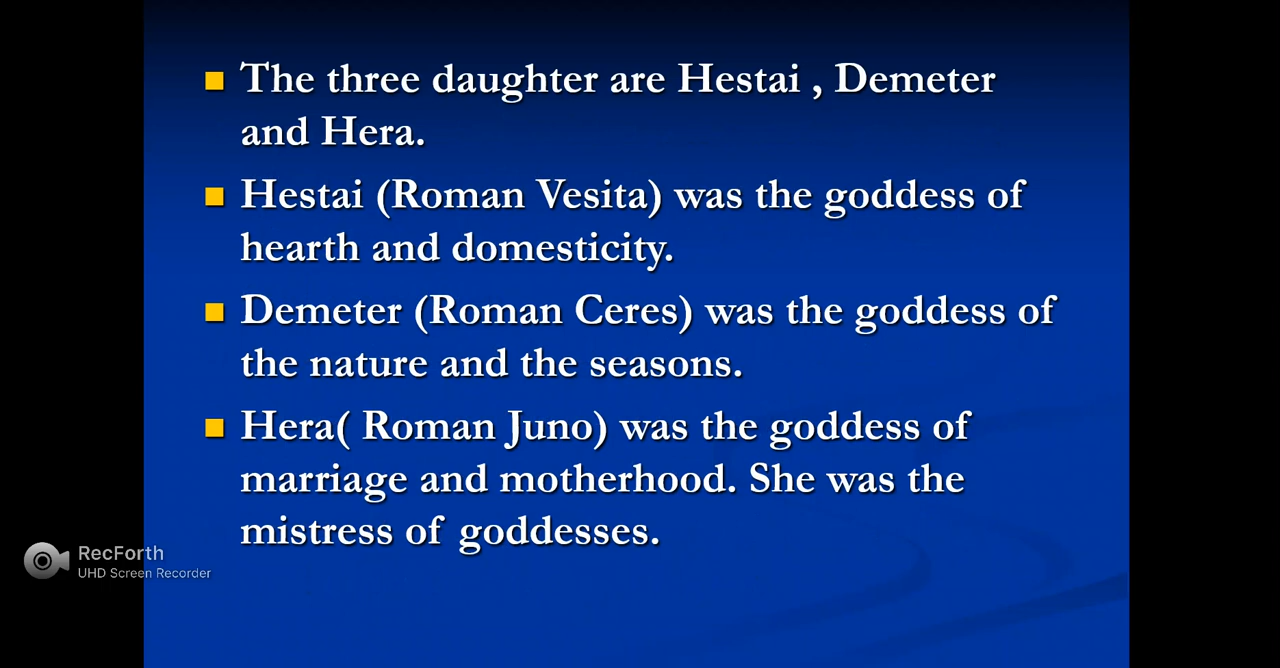 The three daughter are Hestai , Demeter
and Hera.
Hestai (Roman Vesita) was the goddess of
hearth and domesticity.
Demeter (Roman Ceres) was the goddess of
the nature and the seasons.
Hera( Roman Juno) was the goddess of
marriage and motherhood. She was the
mistress of goddesses.
RecForth
UHD Screen Recorder